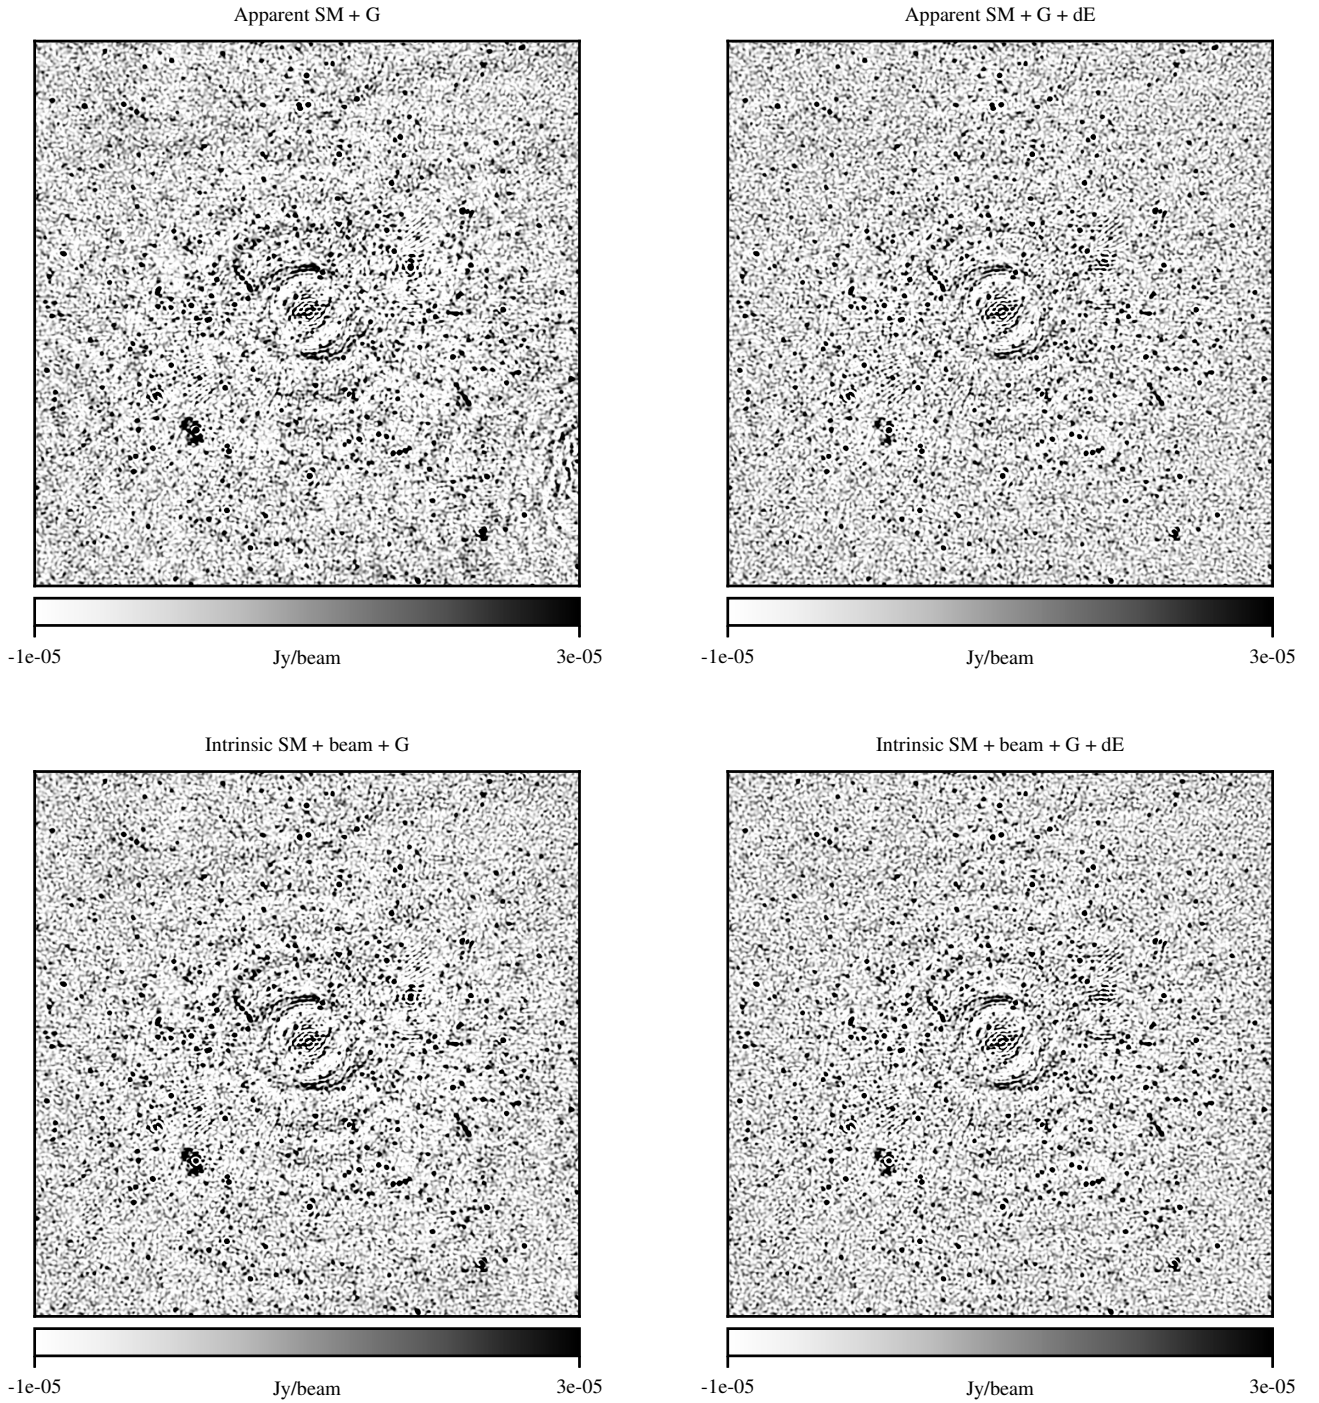 Apparent SM + G
Apparent SM + G + dE
-1e-05 Jy/beam 3e-05
-1e-05 Jy/beam 3e-05
Intrinsic SM + beam + G
Intrinsic SM + beam + G + dE
-1e-05 Jy/beam 3e-05
-1e-05 Jy/beam 3e-05